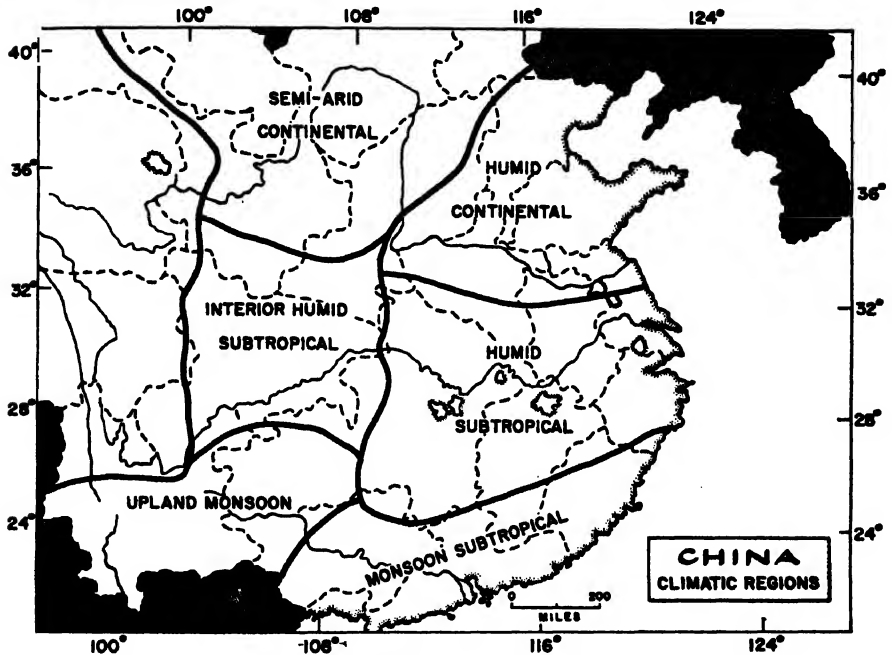 100° 108° 116° 124°
40° 40°
SEMI-ARID
CONTINENTAL
HUMID
36° 36°
CONTINENTAL
32° 32°
INTERIOR HUMID
SUBTROPICAL
HUMID
28° 28°
SUBTROPICAL
UPLAND MONSOON
24° 24°
MONSOON SUBTROPICAL
CHINA
CLIMATIC REGIONS
0 200
MILES
100° 108° 116° 124°